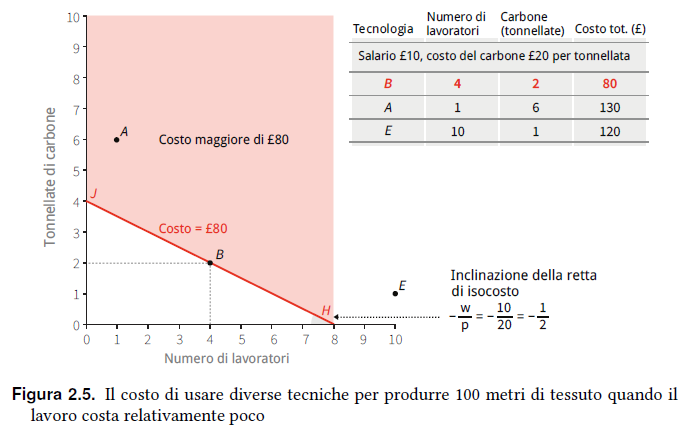 Tecnologia Numero di lavoratori Carbone (tonnellate) Costo tot. (£)
Salario £10, costo del carbone £20 per tonnellata
B 4 2 80
A 1 6 130
E 10 1 120
Tonnellate di carbone
10
9
8
7
6
5
4
3
2
1
0
A
Costo maggiore di £80
J
Costo = £80
B
H
E
Inclinazione della retta
di isocosto
- w/p = - 10/20 = - 1/2
0 1 2 3 4 5 6 7 8 9 10
Numero di lavoratori
Figura 2.5. Il costo di usare diverse tecniche per produrre 100 metri di tessuto quando il
lavoro costa relativamente poco